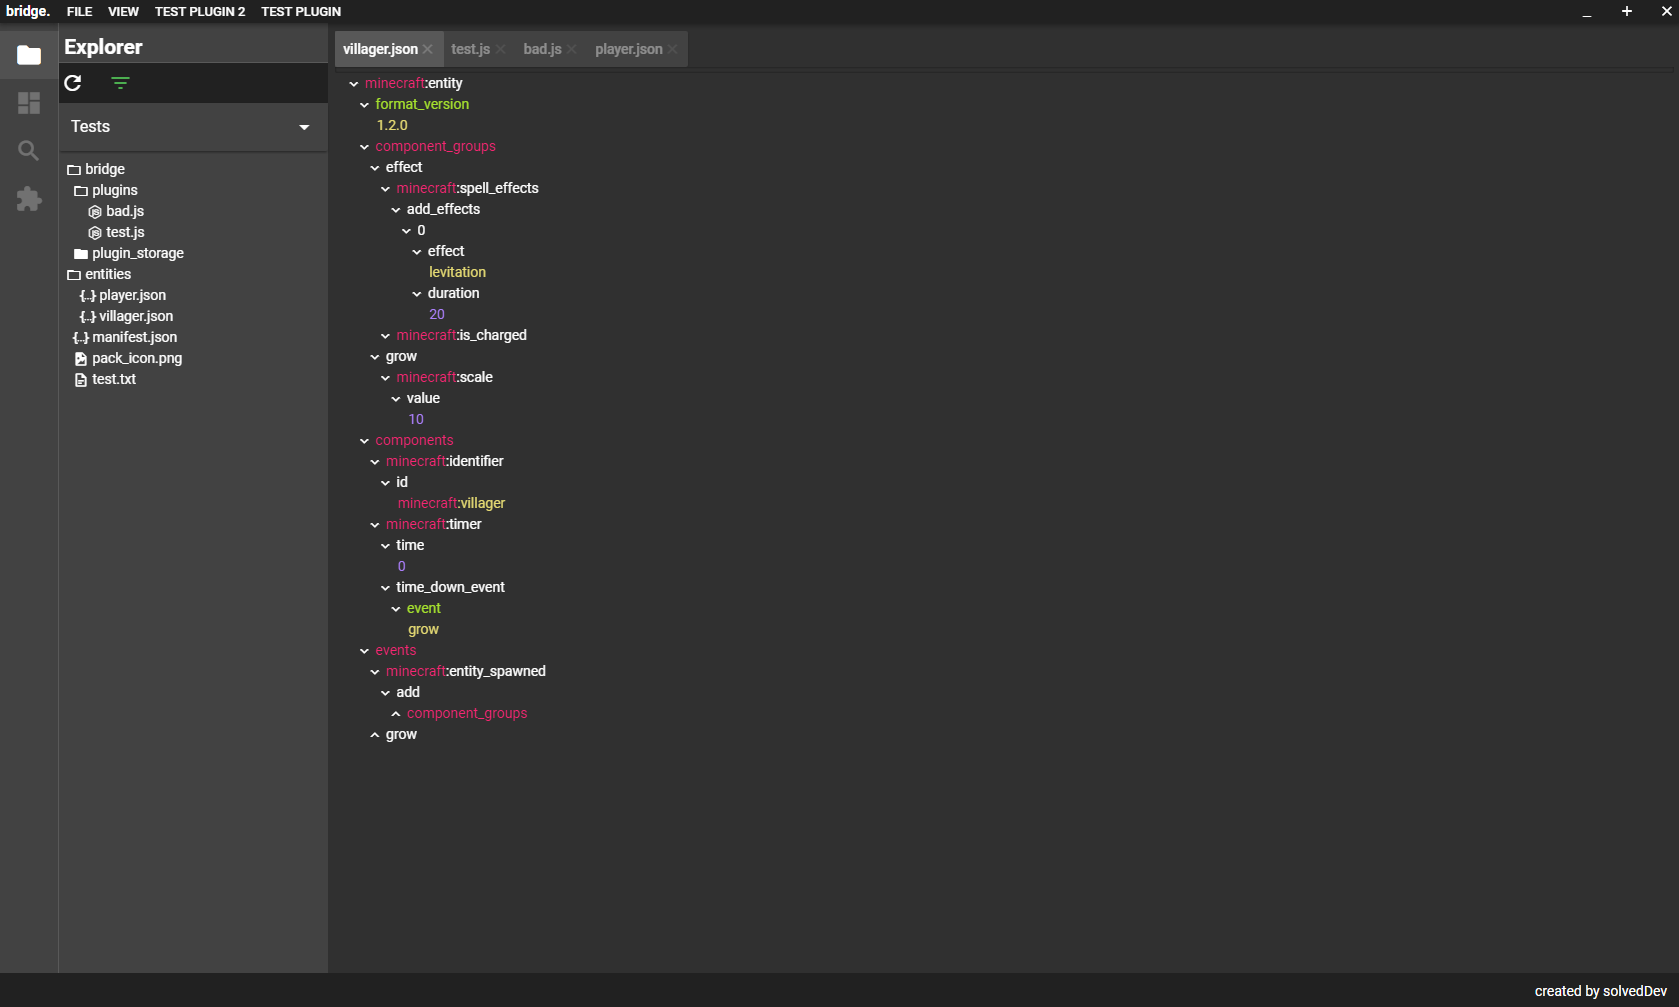 bridge. FILE VIEW TEST PLUGIN 2 TEST PLUGIN
Explorer
Tests
bridge
plugins
bad.js
test.js
plugin_storage
entities
{..} player.json
{..} villager.json
{..} manifest.json
pack_icon.png
test.txt
villager.json test.js bad.js player.json
minecraft:entity
format_version
1.2.0
component_groups
effect
minecraft:spell_effects
add_effects
0
effect
levitation
duration
20
minecraft:is_charged
grow
minecraft:scale
value
10
components
minecraft:identifier
id
minecraft:villager
minecraft:timer
time
0
time_down_event
event
grow
events
minecraft:entity_spawned
add
component_groups
grow
created by solvedDev